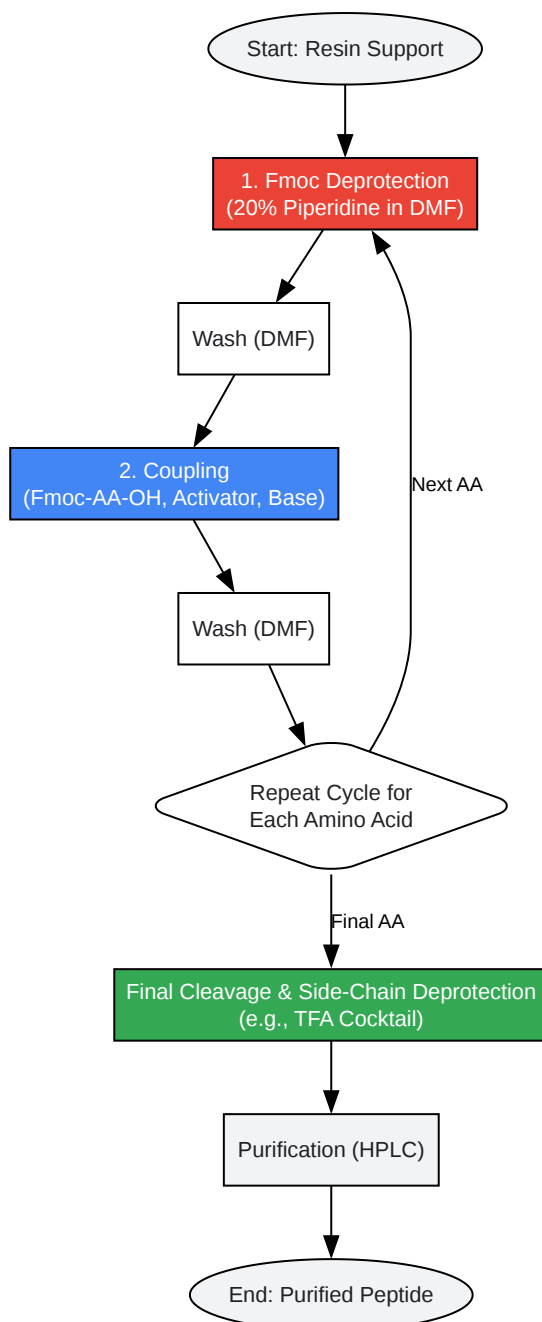 Start: Resin Support
1. Fmoc Deprotection
(20% Piperidine in DMF)
Wash (DMF)
2. Coupling
(Fmoc-AA-OH, Activator, Base)
Next AA
Wash (DMF)
Repeat Cycle for
Each Amino Acid
Final AA
Final Cleavage & Side-Chain Deprotection
(e.g., TFA Cocktail)
Purification (HPLC)
End: Purified Peptide